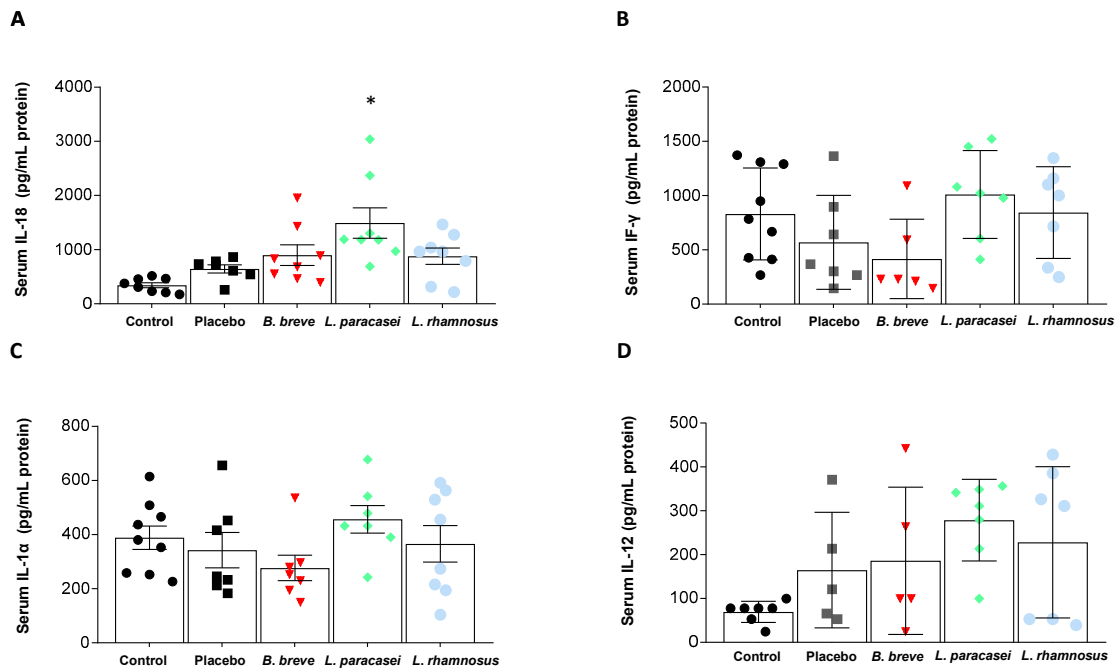 A
Serum IL-18 (pg/mL protein)
4000
3000
2000
1000
0
*
Control Placebo B. breve L. paracasei L. rhamnosus
B
Serum IF-γ (pg/mL protein)
2000
1500
1000
500
0
Control Placebo B. breve L. paracasei L. rhamnosus
C
Serum IL-1α (pg/mL protein)
800
600
400
200
0
Control Placebo B. breve L. paracasei L. rhamnosus
D
Serum IL-12 (pg/mL protein)
500
400
300
200
100
0
Control Placebo B. breve L. paracasei L. rhamnosus